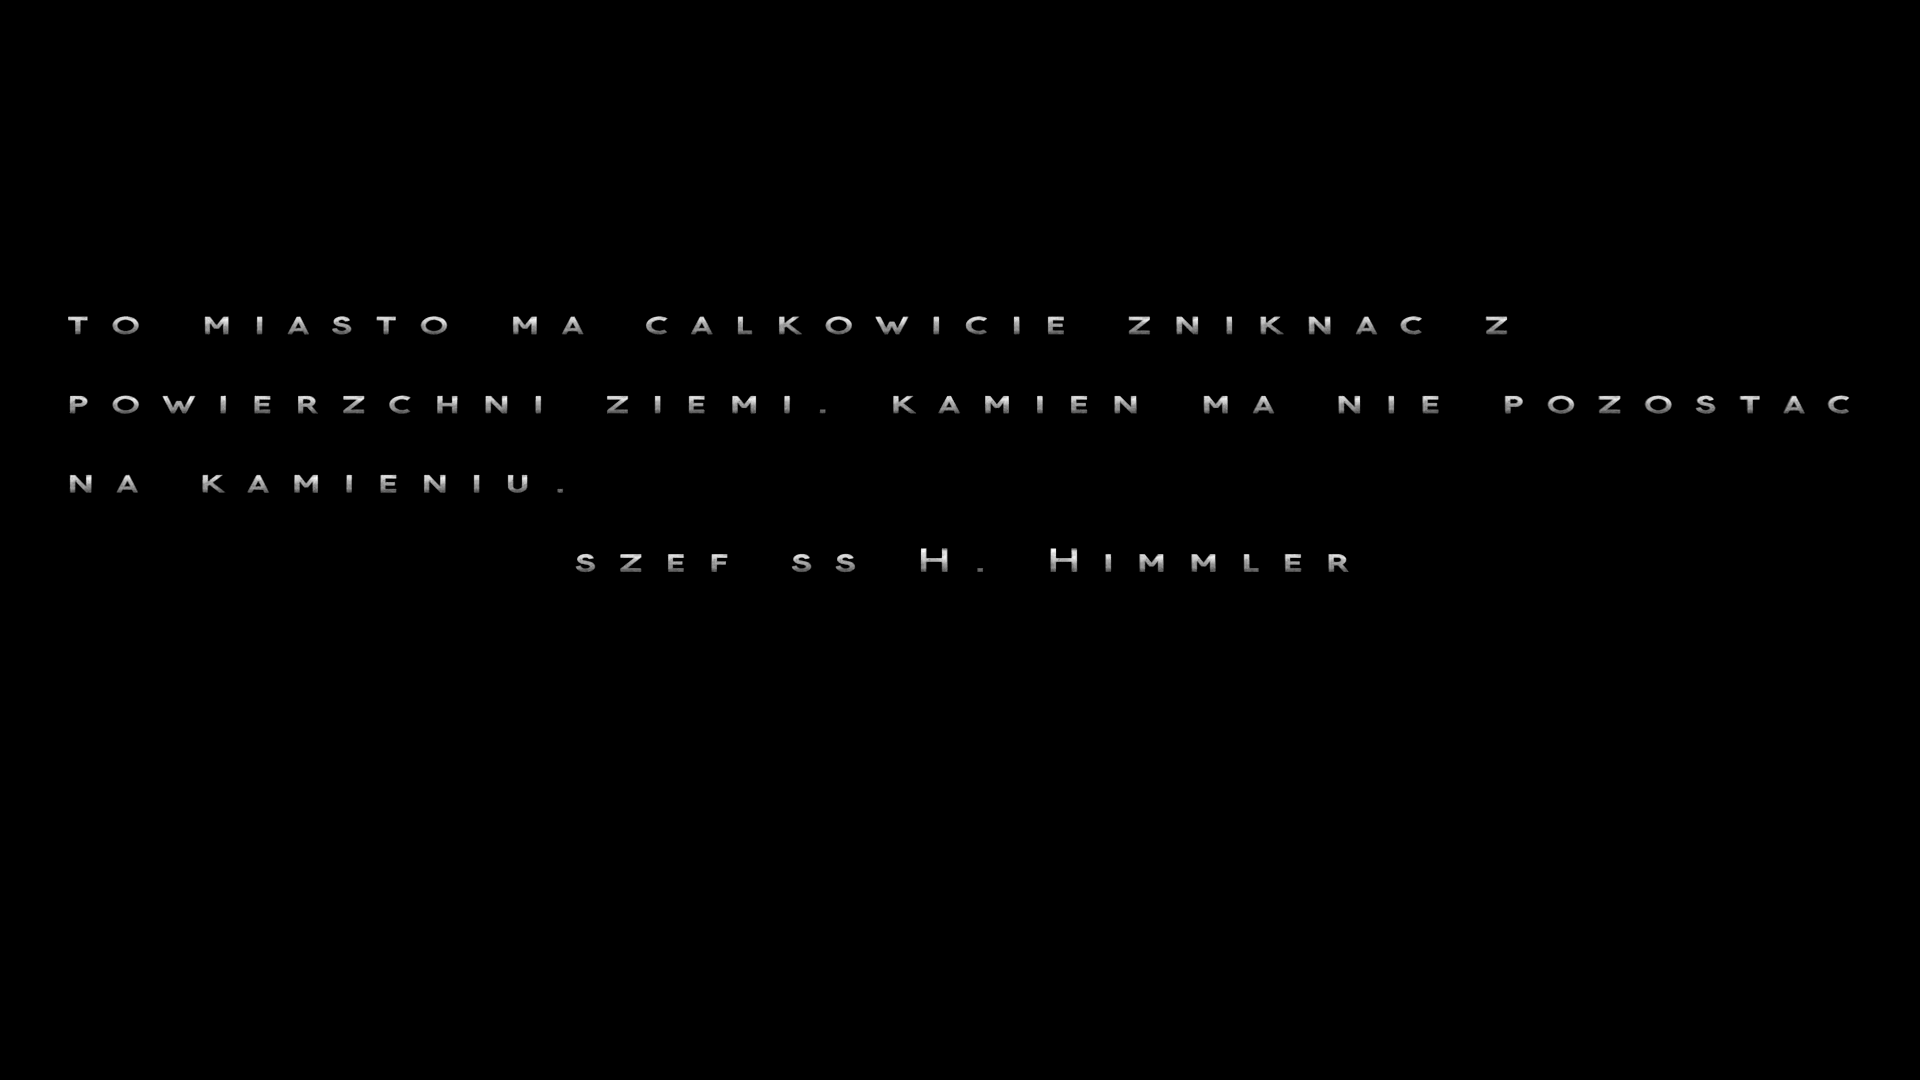 TO MIASTO MA CALKOWICIE ZNIKNAC Z
POWIERZCHNI ZIEMI. KAMIEN MA NIE POZOSTAC
NA KAMIENIU.
SZEF SS H. HIMMLER